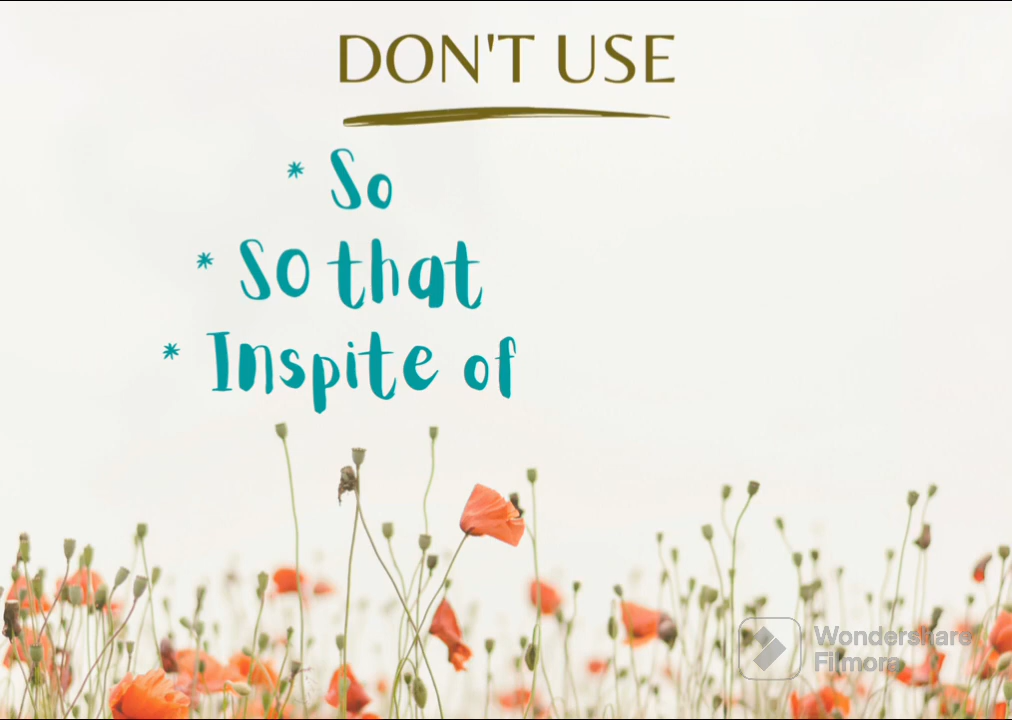 DON'T USE
* So
* So that
* Inspite of
Wondershare
Filmora